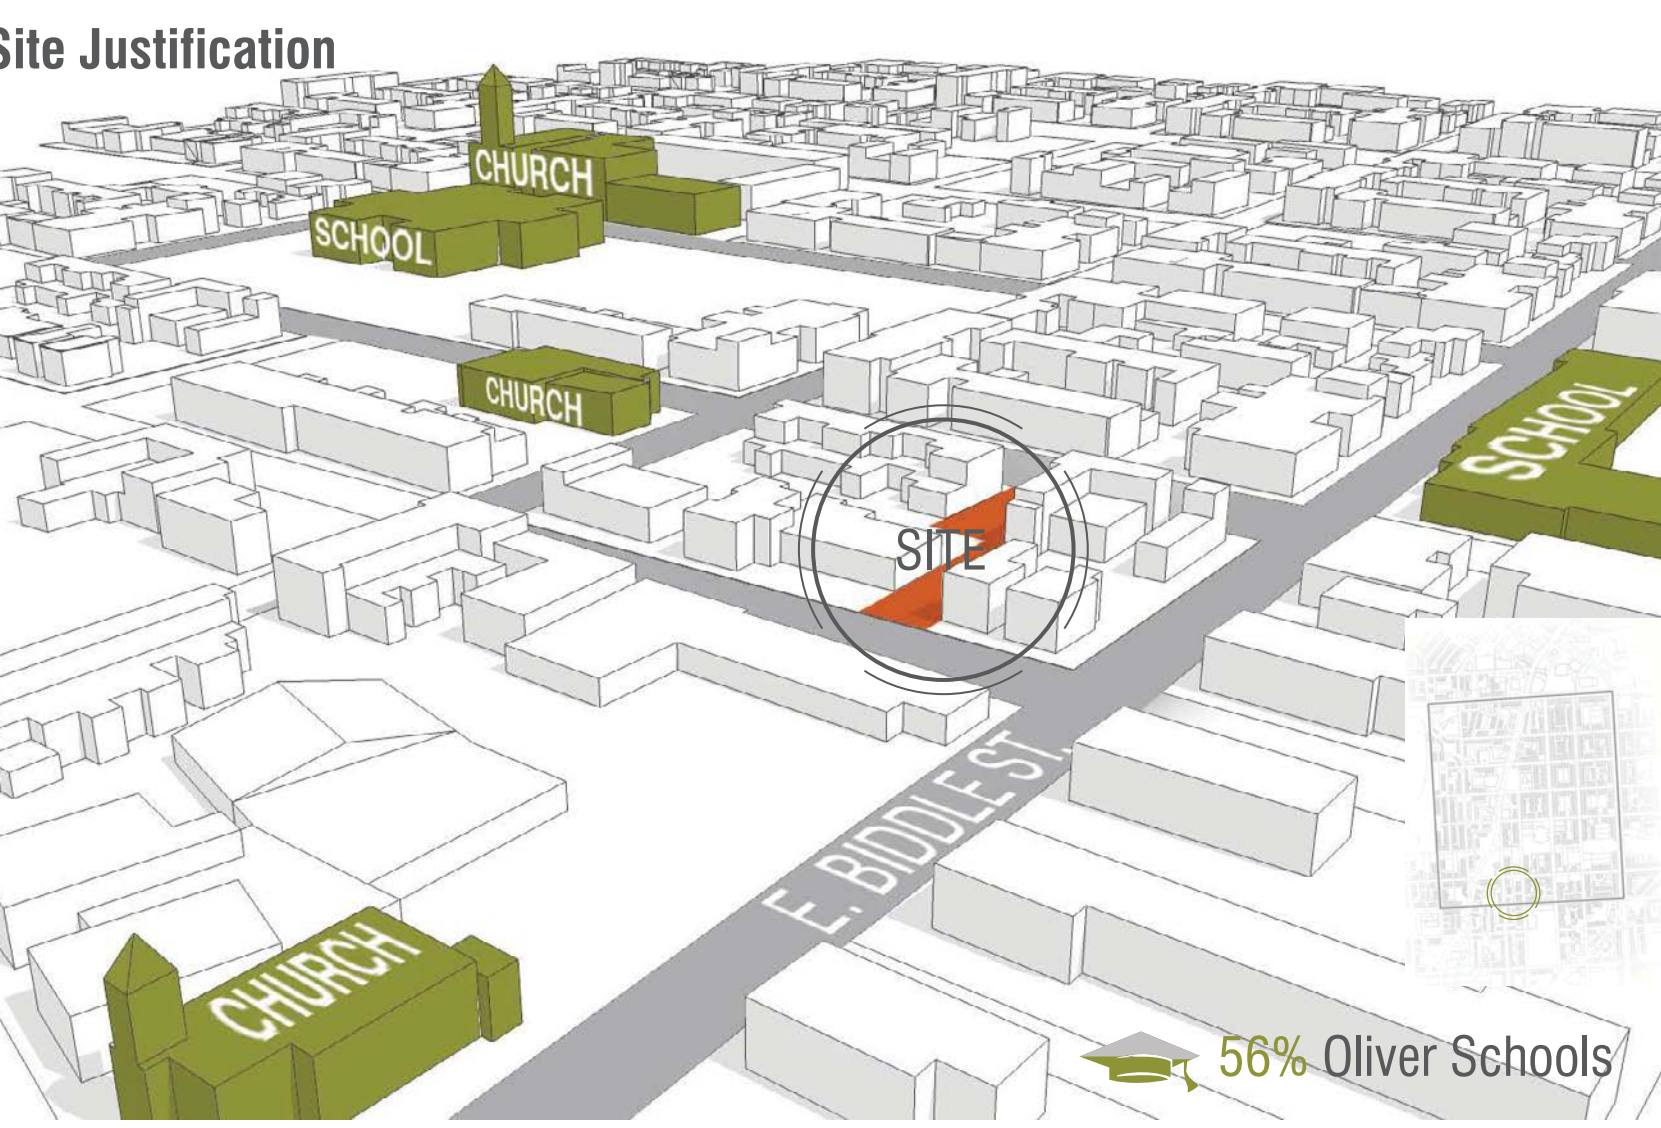 Site Justification
CHURCH
SCHOOL
CHURCH
SCHOOL
SITE
E. BIDDLE ST.
CHURCH
56% Oliver Schools